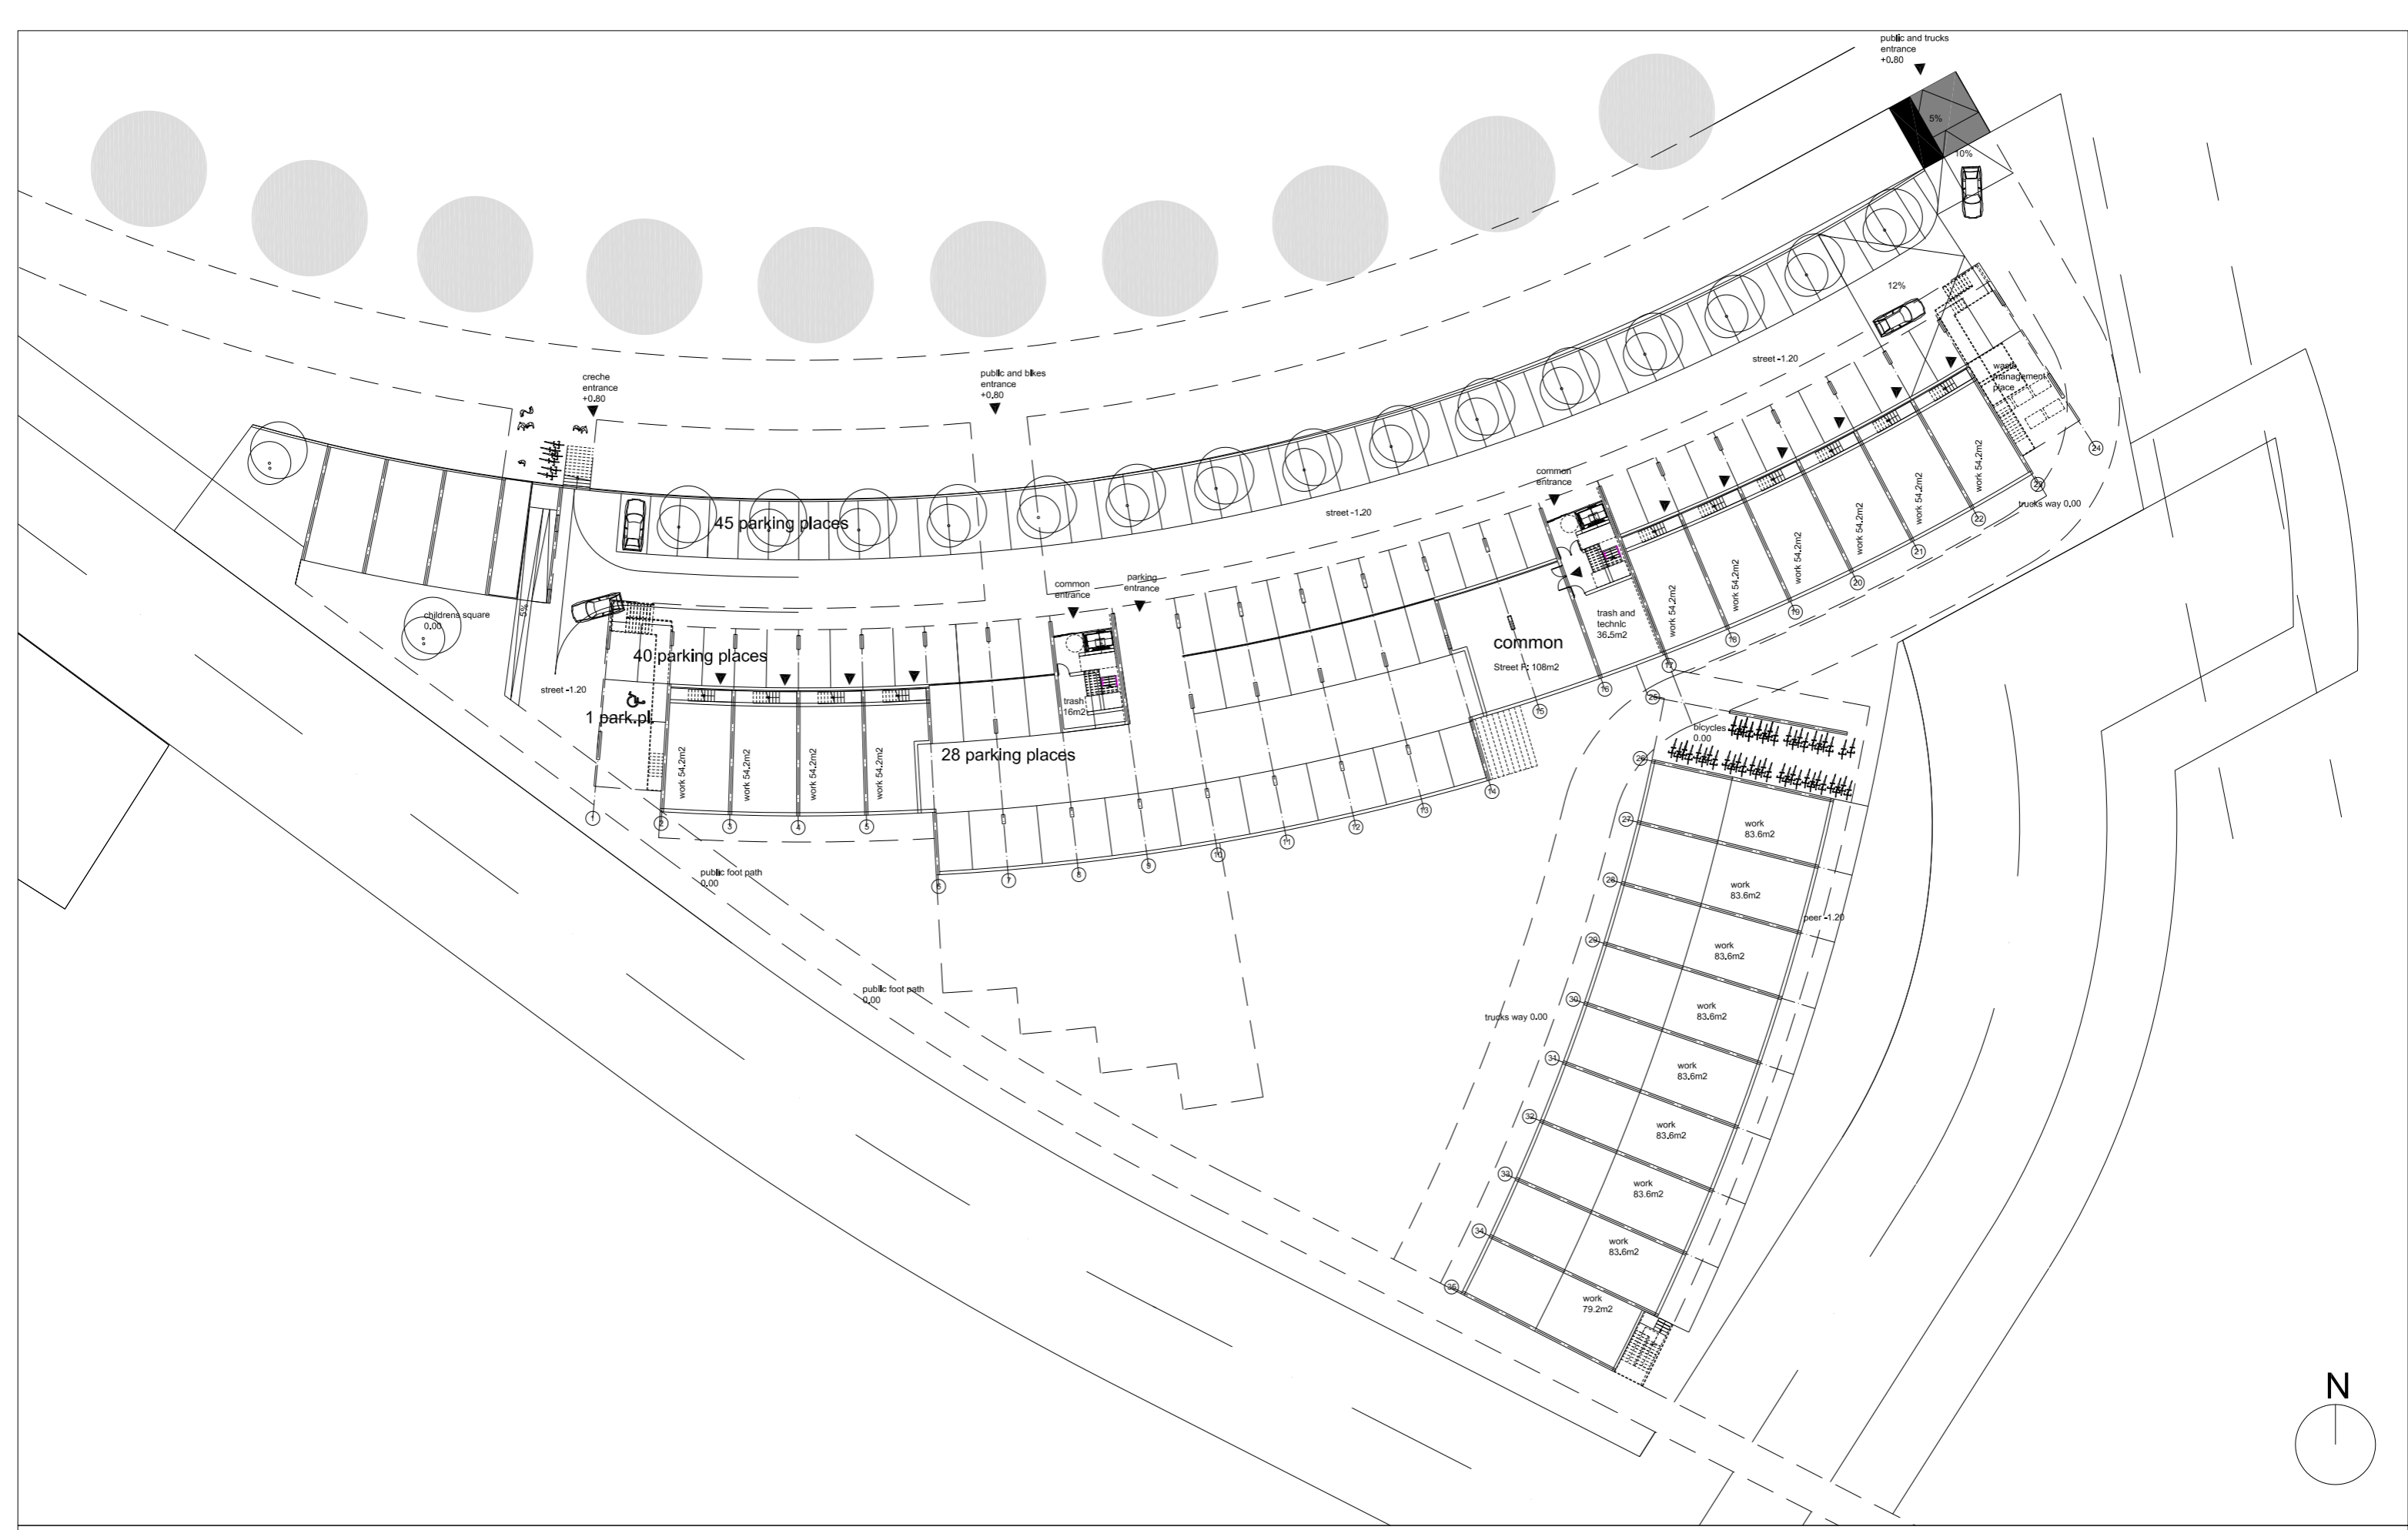 public and trucks
entrance
+0.80
5%
10%
12%
street -1.20
creche
entrance
+0.80
public and bikes
entrance
+0.80
waste
management
place
24
23
trucks way 0.00
22
21
20
19
18
17
work 54.2m2
work 54.2m2
work 54.2m2
work 54.2m2
work 54.2m2
work 54.2m2
common
entrance
street -1.20
45 parking places
common
entrance
parking
entrance
childrens square
0.00
5%
40 parking places
street -1.20
1 park.pl.
trash
16m2
trash and
technic
36.5m2
common
Street F: 108m2
16
15
14
13
12
11
10
9
8
7
6
28 parking places
work 54.2m2
work 54.2m2
work 54.2m2
work 54.2m2
1
2
3
4
5
public foot path
0.00
public foot path
0.00
25
bicycles
0.00
26
work
83.6m2
27
work
83.6m2
28
peer -1.20
work
83.6m2
29
work
83.6m2
30
trucks way 0.00
work
83.6m2
31
work
83.6m2
32
work
83.6m2
33
work
83.6m2
34
work
79.2m2
35
N